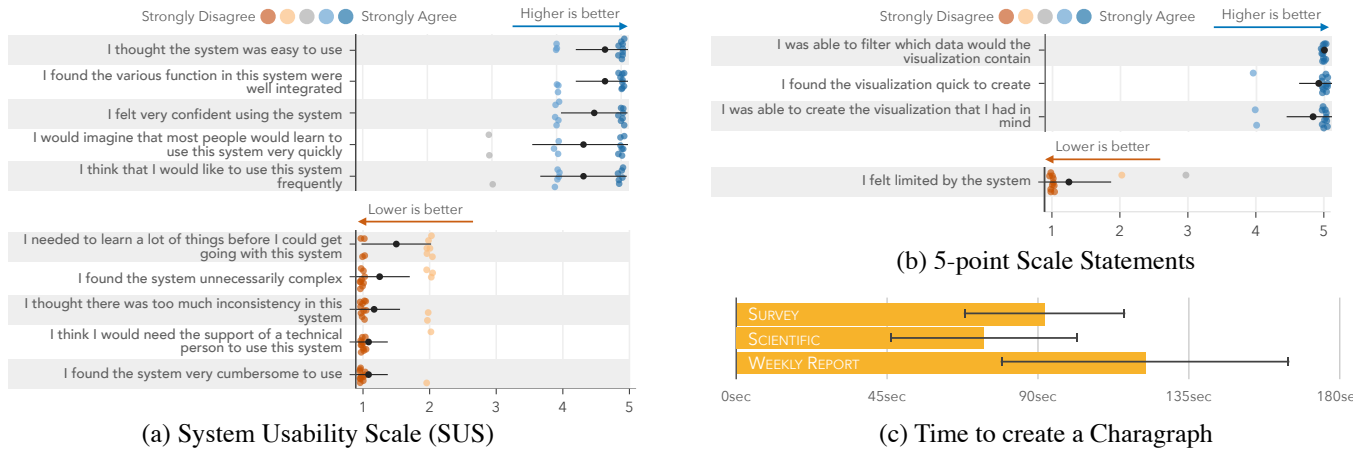 Strongly Disagree Strongly Agree
Higher is better
I thought the system was easy to use
I found the various function in this system were
well integrated
I felt very confident using the system
I would imagine that most people would learn to
use this system very quickly
I think that I would like to use this system
frequently
Lower is better
I needed to learn a lot of things before I could get
going with this system
I found the system unnecessarily complex
I thought there was too much inconsistency in this
system
I think I would need the support of a technical
person to use this system
I found the system very cumbersome to use
1 2 3 4 5
(a) System Usability Scale (SUS)
Strongly Disagree Strongly Agree
Higher is better
I was able to filter which data would the
visualization contain
I found the visualization quick to create
I was able to create the visualization that I had in
mind
Lower is better
I felt limited by the system
1 2 3 4 5
(b) 5-point Scale Statements
SURVEY
SCIENTIFIC
WEEKLY REPORT
0sec 45sec 90sec 135sec 180sec
(c) Time to create a Charagraph